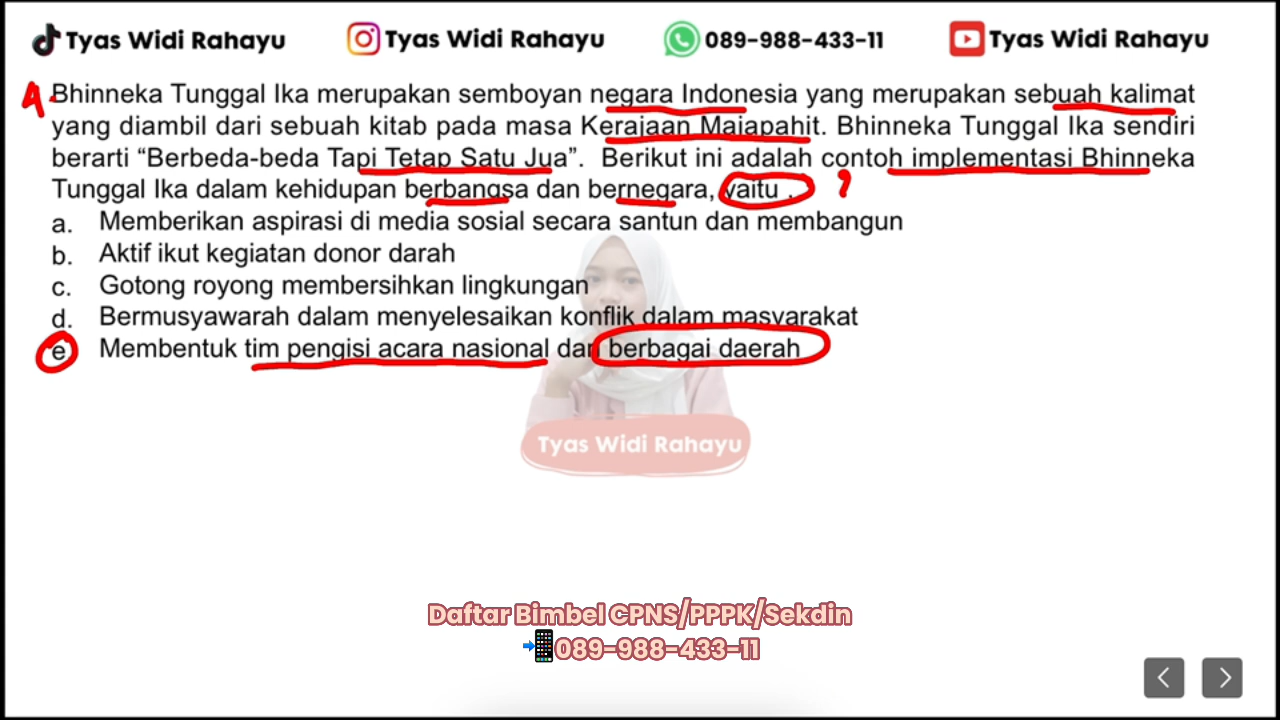 Tyas Widi Rahayu Tyas Widi Rahayu 089-988-433-11 Tyas Widi Rahayu
4. Bhinneka Tunggal Ika merupakan semboyan negara Indonesia yang merupakan sebuah kalimat
yang diambil dari sebuah kitab pada masa Kerajaan Majapahit. Bhinneka Tunggal Ika sendiri
berarti “Berbeda-beda Tapi Tetap Satu Jua”. Berikut ini adalah contoh implementasi Bhinneka
Tunggal Ika dalam kehidupan berbangsa dan bernegara, yaitu . ?
a. Memberikan aspirasi di media sosial secara santun dan membangun
b. Aktif ikut kegiatan donor darah
c. Gotong royong membersihkan lingkungan
d. Bermusyawarah dalam menyelesaikan konflik dalam masyarakat
e Membentuk tim pengisi acara nasional dari berbagai daerah
Tyas Widi Rahayu
Daftar Bimbel CPNS/PPPK/Sekdin
089-988-433-11